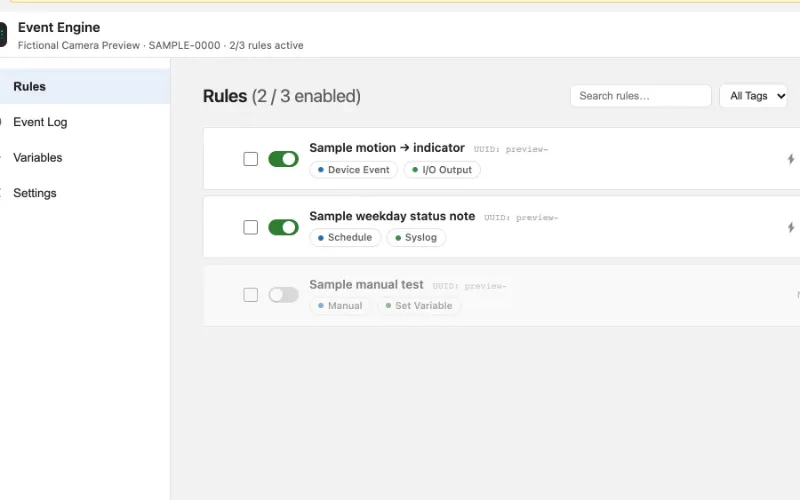 Event Engine
Fictional Camera Preview · SAMPLE-0000 · 2/3 rules active
Rules
Event Log
Variables
Settings
Rules (2 / 3 enabled)
Search rules...
All Tags
Sample motion → indicator UUID: preview-
Device Event I/O Output
Sample weekday status note UUID: preview-
Schedule Syslog
Sample manual test UUID: preview-
Manual Set Variable